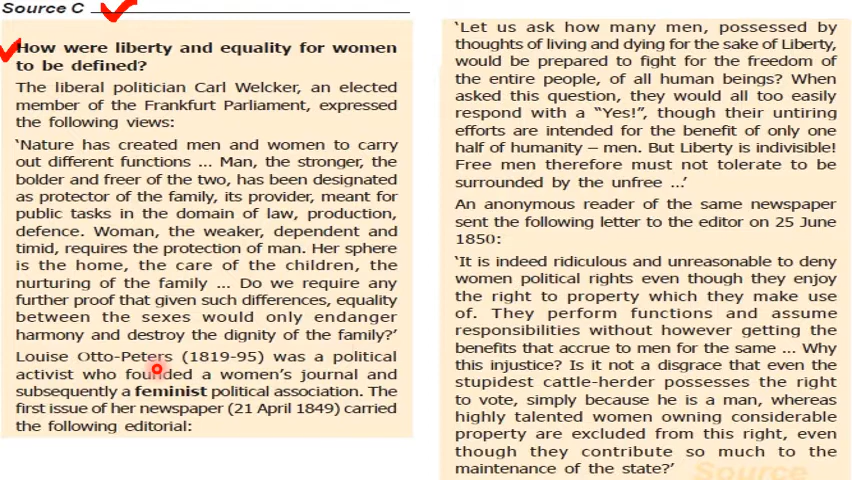 Source C
How were liberty and equality for women
to be defined?
The liberal politician Carl Welcker, an elected
member of the Frankfurt Parliament, expressed
the following views:
‘Nature has created men and women to carry
out different functions ... Man, the stronger, the
bolder and freer of the two, has been designated
as protector of the family, its provider, meant for
public tasks in the domain of law, production,
defence. Woman, the weaker, dependent and
timid, requires the protection of man. Her sphere
is the home, the care of the children, the
nurturing of the family ... Do we require any
further proof that given such differences, equality
between the sexes would only endanger
harmony and destroy the dignity of the family?’
Louise Otto-Peters (1819-95) was a political
activist who founded a women’s journal and
subsequently a feminist political association. The
first issue of her newspaper (21 April 1849) carried
the following editorial:
‘Let us ask how many men, possessed by
thoughts of living and dying for the sake of Liberty,
would be prepared to fight for the freedom of
the entire people, of all human beings? When
asked this question, they would all too easily
respond with a “Yes!”, though their untiring
efforts are intended for the benefit of only one
half of humanity – men. But Liberty is indivisible!
Free men therefore must not tolerate to be
surrounded by the unfree ...’
An anonymous reader of the same newspaper
sent the following letter to the editor on 25 June
1850:
‘It is indeed ridiculous and unreasonable to deny
women political rights even though they enjoy
the right to property which they make use
of. They perform functions and assume
responsibilities without however getting the
benefits that accrue to men for the same ... Why
this injustice? Is it not a disgrace that even the
stupidest cattle-herder possesses the right
to vote, simply because he is a man, whereas
highly talented women owning considerable
property are excluded from this right, even
though they contribute so much to the
maintenance of the state?’
Source